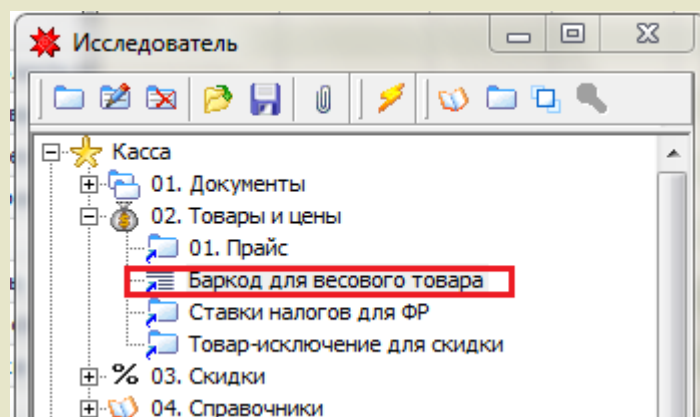 Исследователь
Касса
01. Документы
02. Товары и цены
01. Прайс
Баркод для весового товара
Ставки налогов для ФР
Товар-исключение для скидки
% 03. Скидки
04. Справочники